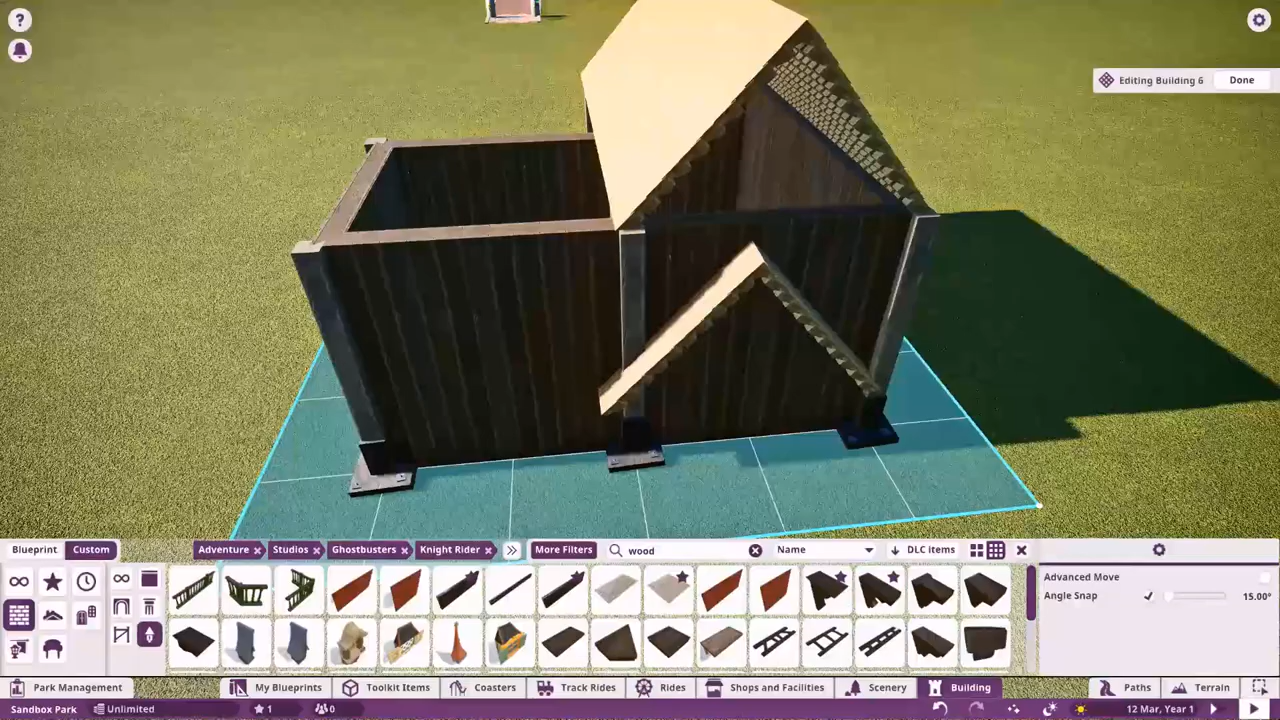 ?
Editing Building 6 Done
Blueprint Custom Adventure × Studios × Ghostbusters × Knight Rider × » More Filters wood Name DLC items
Advanced Move
Angle Snap 15.00°
Park Management My Blueprints Toolkit Items Coasters Track Rides Rides Shops and Facilities Scenery Building Paths Terrain
Sandbox Park Unlimited 1 0 12 Mar, Year 1